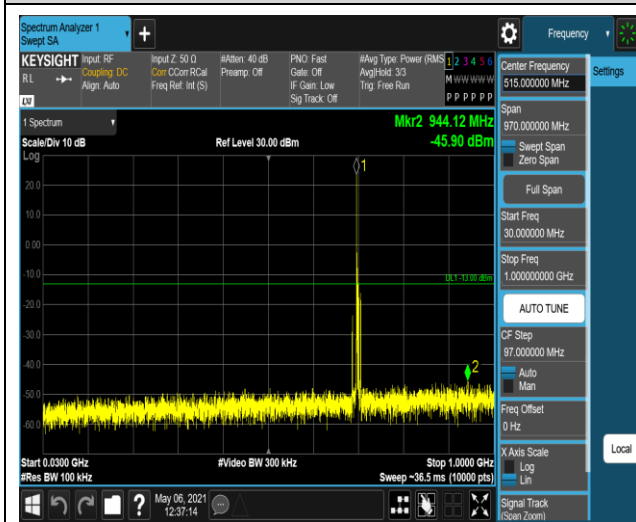 Spectrum Analyzer 1
Swept SA
Frequency
KEYSIGHT
RL
Input: RF
Coupling: DC
Align: Auto
Input Z: 50 Ω
Corr CCorr RCal
Freq Ref: Int (S)
#Atten: 40 dB
Preamp: Off
PNO: Fast
Gate: Off
IF Gain: Low
Sig Track: Off
#Avg Type: Power (RMS
Avg|Hold: 3/3
Trig: Free Run
1 2 3 4 5 6
M W W W W W
P P P P P P
LXI
1 Spectrum
Scale/Div 10 dB
Ref Level 30.00 dBm
Mkr2 944.12 MHz
-45.90 dBm
Log
1
20.0
10.0
0.00
-10.0
DL1 -13.00 dBm
-20.0
-30.0
-40.0
2
-50.0
-60.0
Start 0.0300 GHz
#Video BW 300 kHz
Stop 1.0000 GHz
#Res BW 100 kHz
Sweep ~36.5 ms (10000 pts)
May 06, 2021
12:37:14
Center Frequency
515.000000 MHz
Settings
Span
970.000000 MHz
Swept Span
Zero Span
Full Span
Start Freq
30.000000 MHz
Stop Freq
1.000000000 GHz
AUTO TUNE
CF Step
97.000000 MHz
Auto
Man
Freq Offset
0 Hz
X Axis Scale
Log
Lin
Local
Signal Track
(Span Zoom)